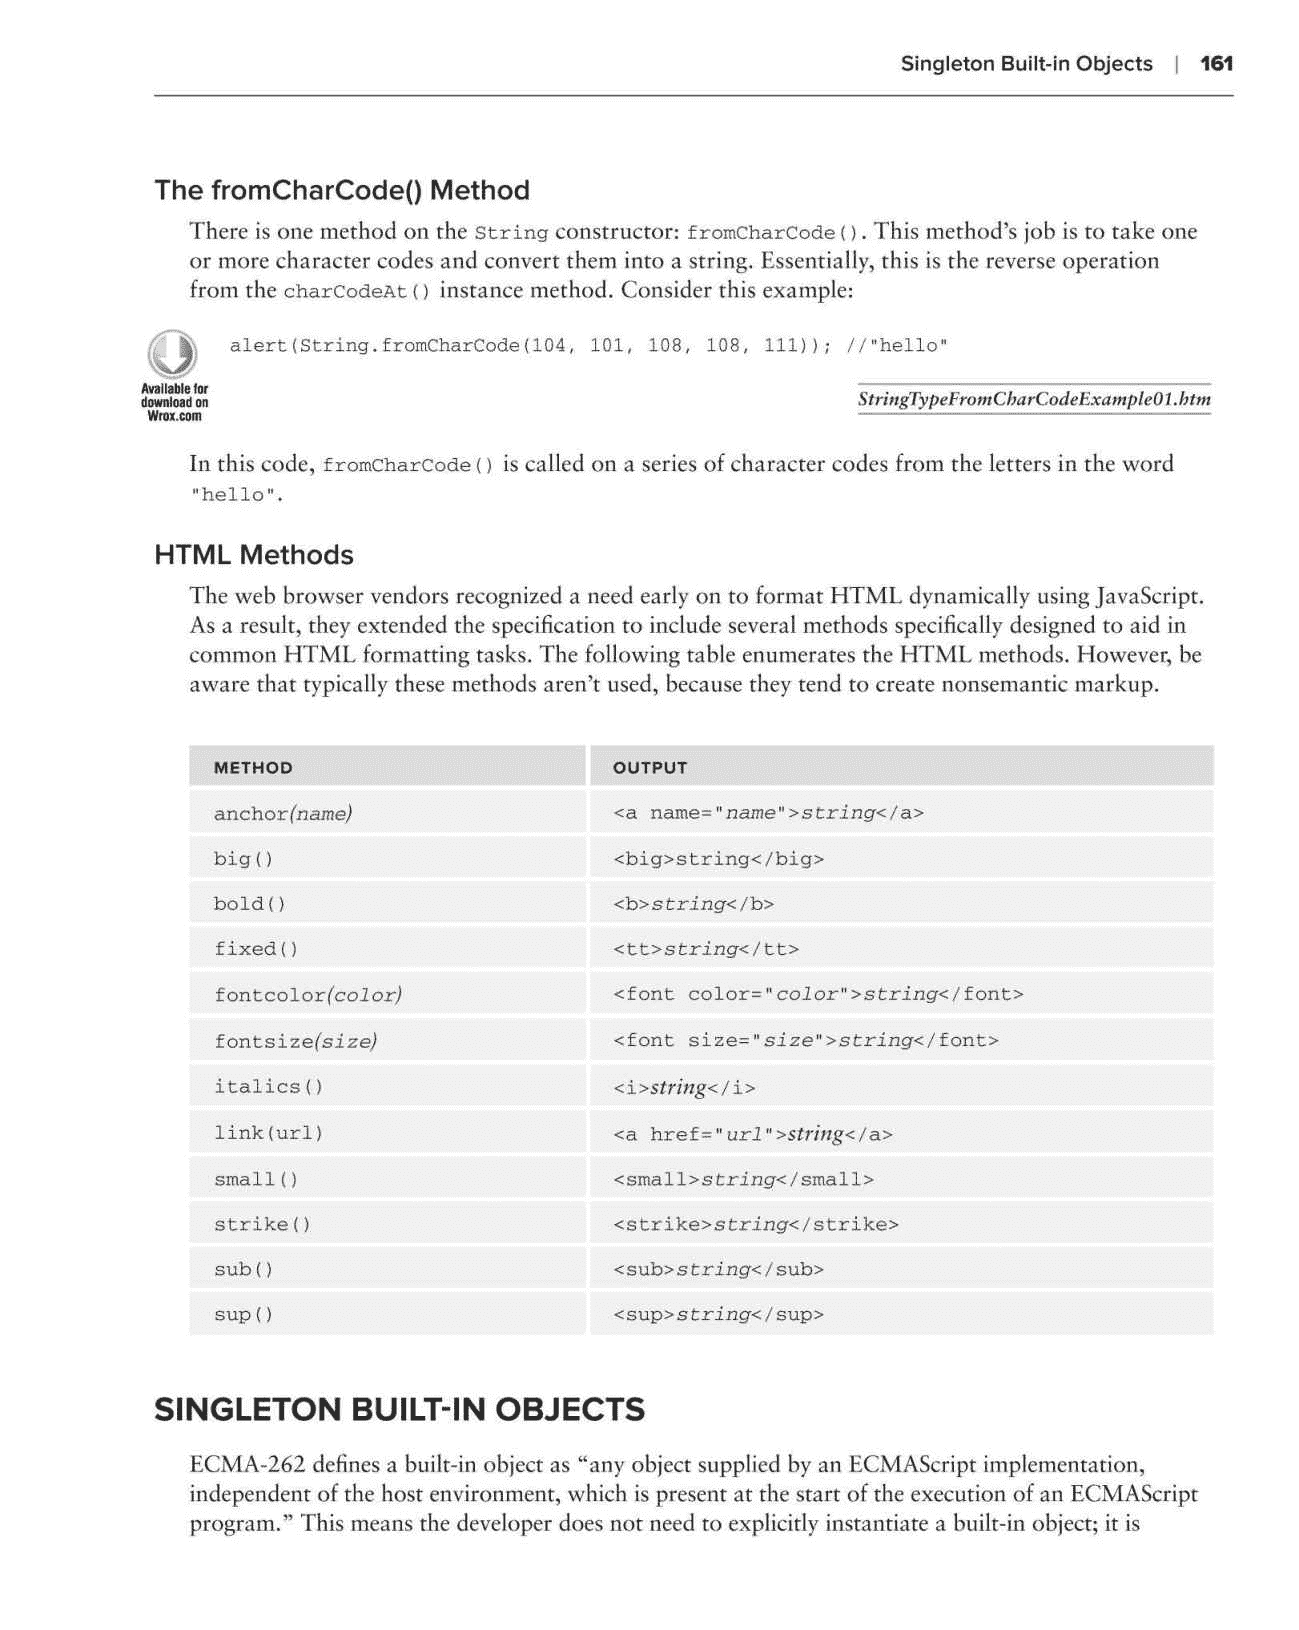 Singleton Built-in Objects | 161
The fromCharCode() Method
There is one method on the String constructor: fromCharCode(). This method’s job is to take one
or more character codes and convert them into a string. Essentially, this is the reverse operation
from the charCodeAt() instance method. Consider this example:
alert(String.fromCharCode(104, 101, 108, 108, 111)); //"hello"
Available for
download on
Wrox.com
StringTypeFromCharCodeExample01.htm
In this code, fromCharCode() is called on a series of character codes from the letters in the word
"hello".
HTML Methods
The web browser vendors recognized a need early on to format HTML dynamically using JavaScript.
As a result, they extended the specification to include several methods specifically designed to aid in
common HTML formatting tasks. The following table enumerates the HTML methods. However, be
aware that typically these methods aren’t used, because they tend to create nonsemantic markup.
METHOD OUTPUT
anchor(name) <a name="name">string</a>
big() <big>string</big>
bold() <b>string</b>
fixed() <tt>string</tt>
fontcolor(color) <font color="color">string</font>
fontsize(size) <font size="size">string</font>
italics() <i>string</i>
link(url) <a href="url">string</a>
small() <small>string</small>
strike() <strike>string</strike>
sub() <sub>string</sub>
sup() <sup>string</sup>
SINGLETON BUILT-IN OBJECTS
ECMA-262 defines a built-in object as “any object supplied by an ECMAScript implementation,
independent of the host environment, which is present at the start of the execution of an ECMAScript
program.” This means the developer does not need to explicitly instantiate a built-in object; it is